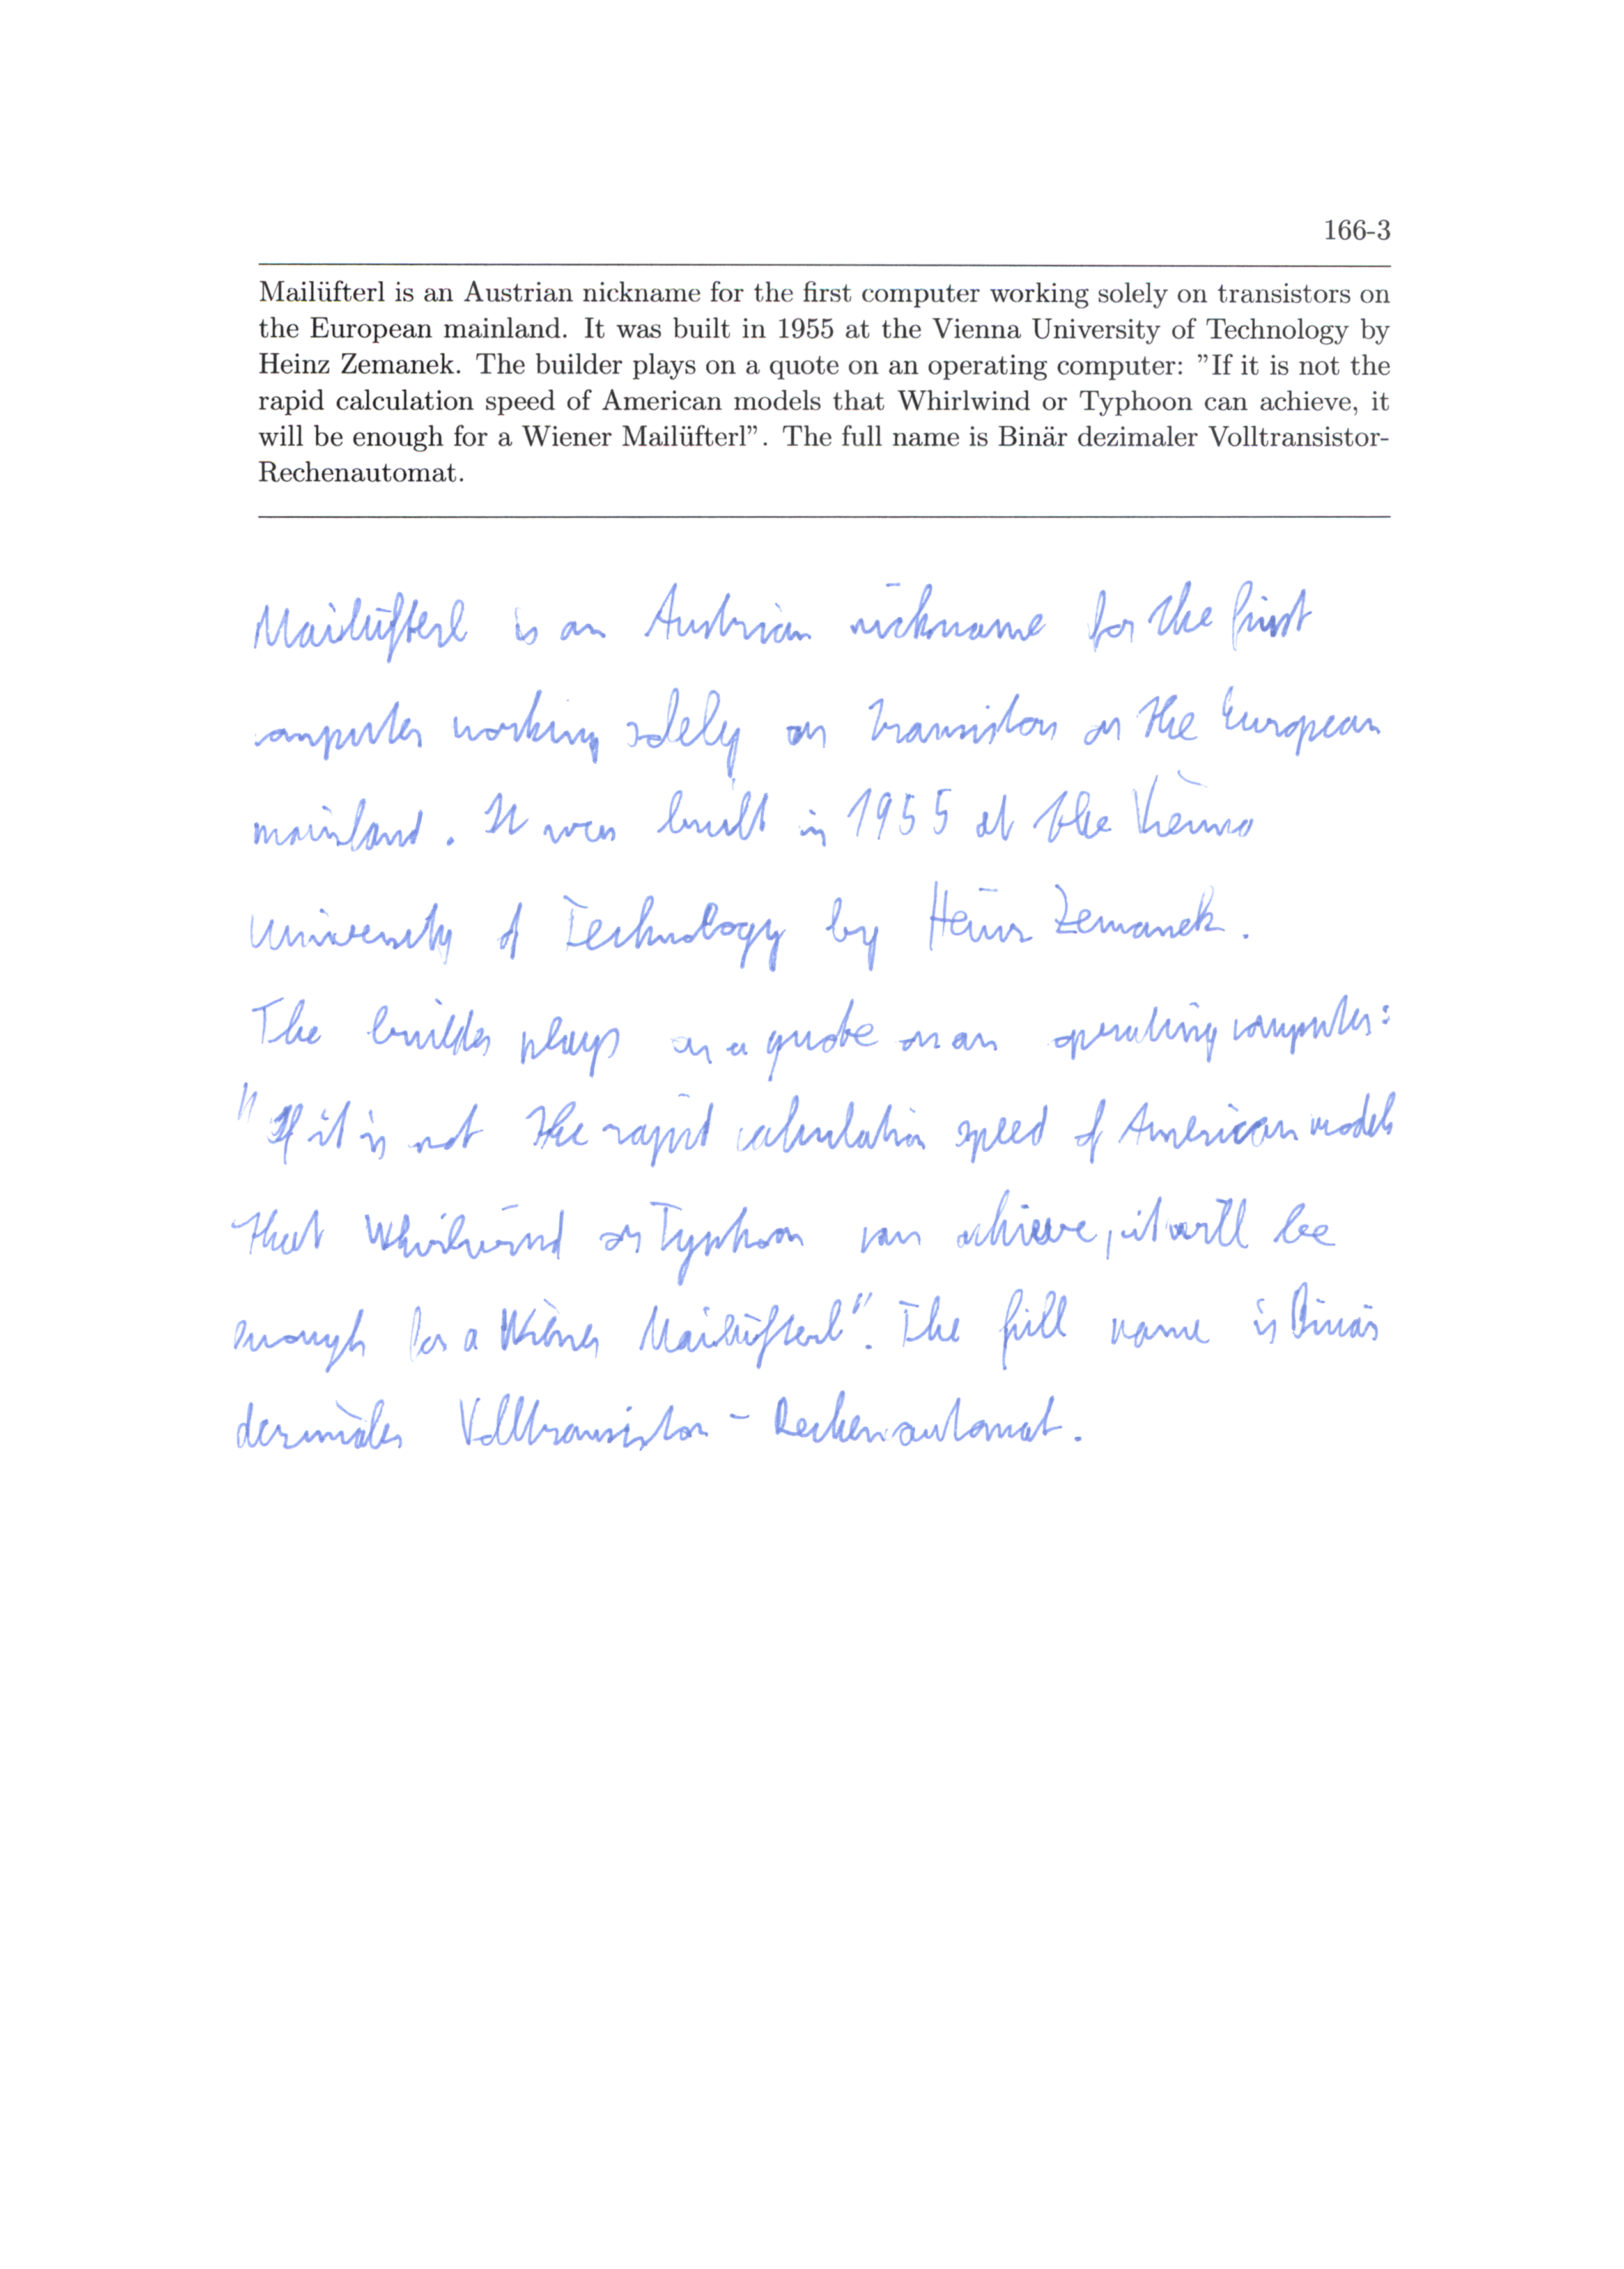 166-3
Mailüfterl is an Austrian nickname for the first computer working solely on transistors on
the European mainland. It was built in 1955 at the Vienna University of Technology by
Heinz Zemanek. The builder plays on a quote on an operating computer: ”If it is not the
rapid calculation speed of American models that Whirlwind or Typhoon can achieve, it
will be enough for a Wiener Mailüfterl”. The full name is Binär dezimaler Volltransistor-
Rechenautomat.
Mailüfterl is an Austrian nickname for the first
computer working solely on transistors on the European
mainland. It was built in 1955 at the Vienna
University of Technology by Heinz Zemanek.
The builder plays on a quote on an operating computer:
"If it is not the rapid calculation speed of American models
that Whirlwind or Typhoon can achieve, it will be
enough for a Wiener Mailüfterl". The full name is Binär
dezimaler Volltransistor - Rechenautomat.